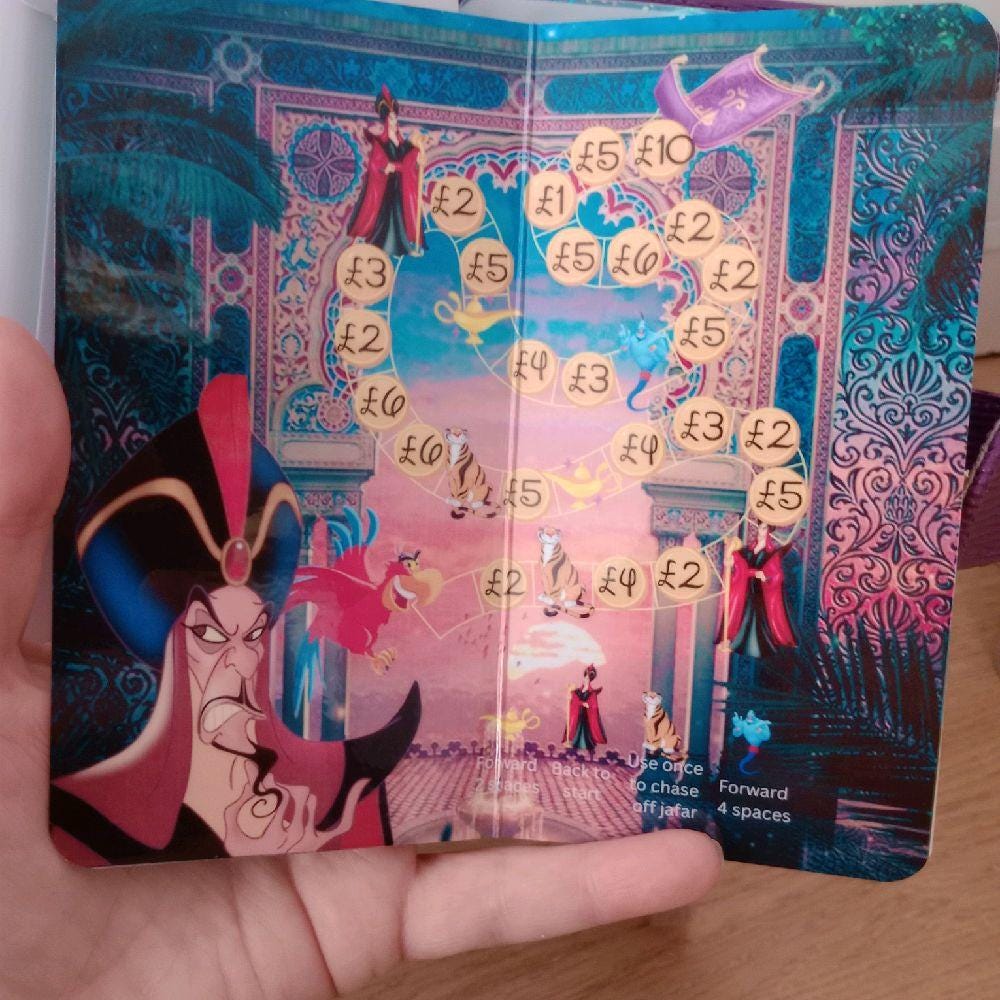 £5 £10
£2 £1 £2
£3 £5 £5 £6 £2
£2 £5
£4 £3
£6 £3 £2
£6 £4
£5 £5
£2 £4 £2
Forward
2 spaces
Back to
start
Use once
to chase
off jafar
Forward
4 spaces